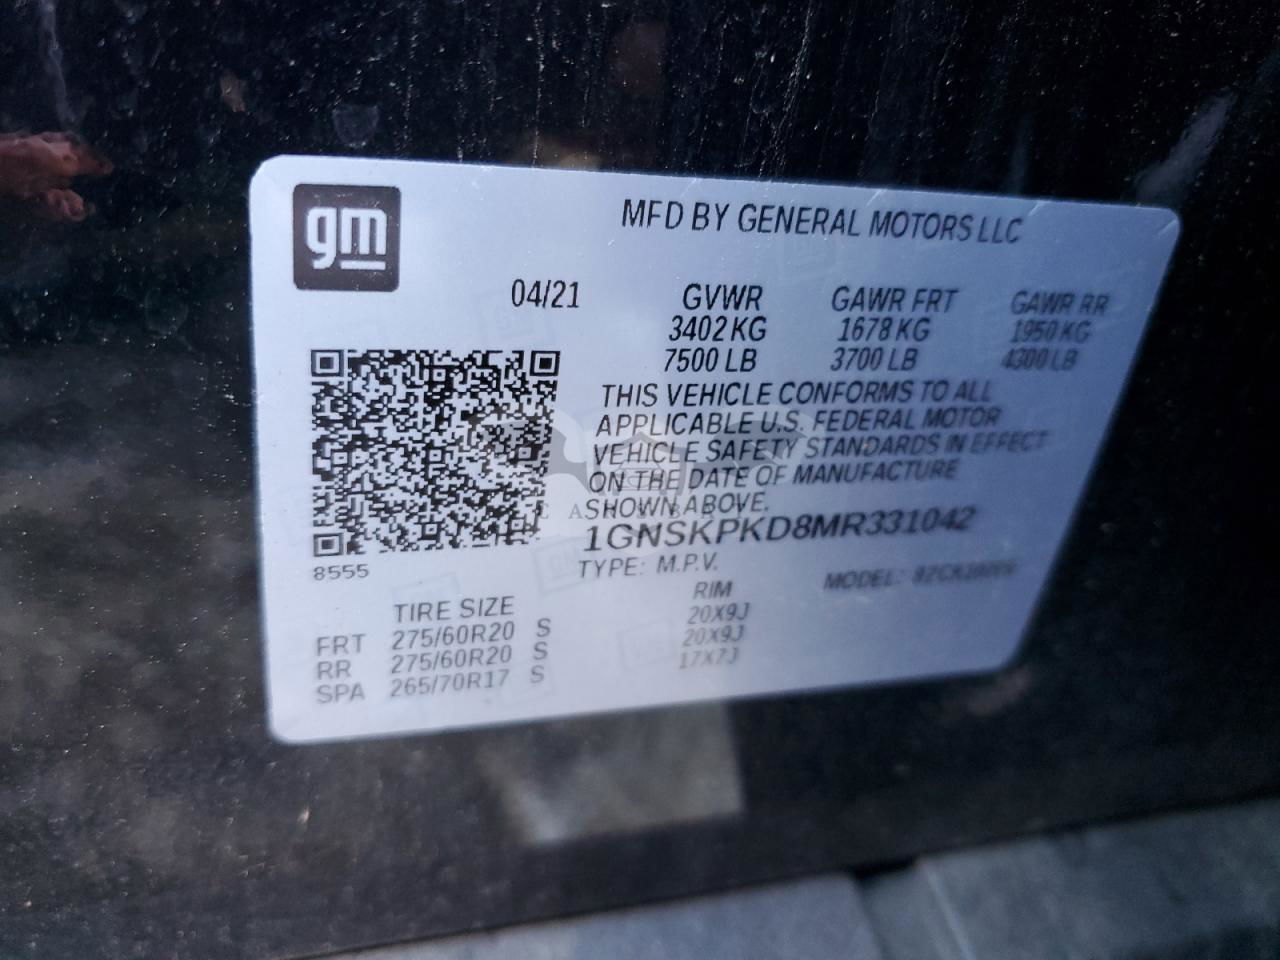 gm
MFD BY GENERAL MOTORS LLC
04/21 GVWR GAWR FRT GAWR RR
3402 KG 1678 KG 1950 KG
7500 LB 3700 LB 4300 LB
THIS VEHICLE CONFORMS TO ALL
APPLICABLE U.S. FEDERAL MOTOR
VEHICLE SAFETY STANDARDS IN EFFECT
ON THE DATE OF MANUFACTURE
SHOWN ABOVE.
1GNSKPKD8MR331042
8555 TYPE: M.P.V. MODEL:
TIRE SIZE RIM
FRT 275/60R20 S 20X9J
RR 275/60R20 S 20X9J
SPA 265/70R17 S 17X7J